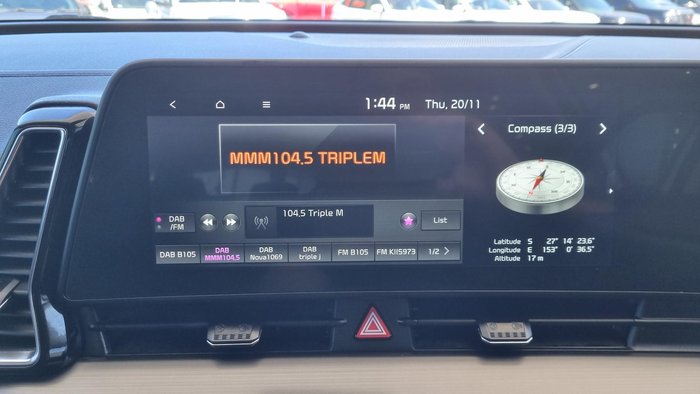 1:44 PM Thu, 20/11
MMM104.5 TRIPLEM
Compass (3/3)
104.5 Triple M
DAB
/FM
List
DAB B105
DAB
MMM104.5
DAB
Nova1069
DAB
triple j
FM B105
FM KIIS973
1/2
Latitude S 27° 14' 23.6"
Longitude E 153° 0' 36.5"
Altitude 17 m